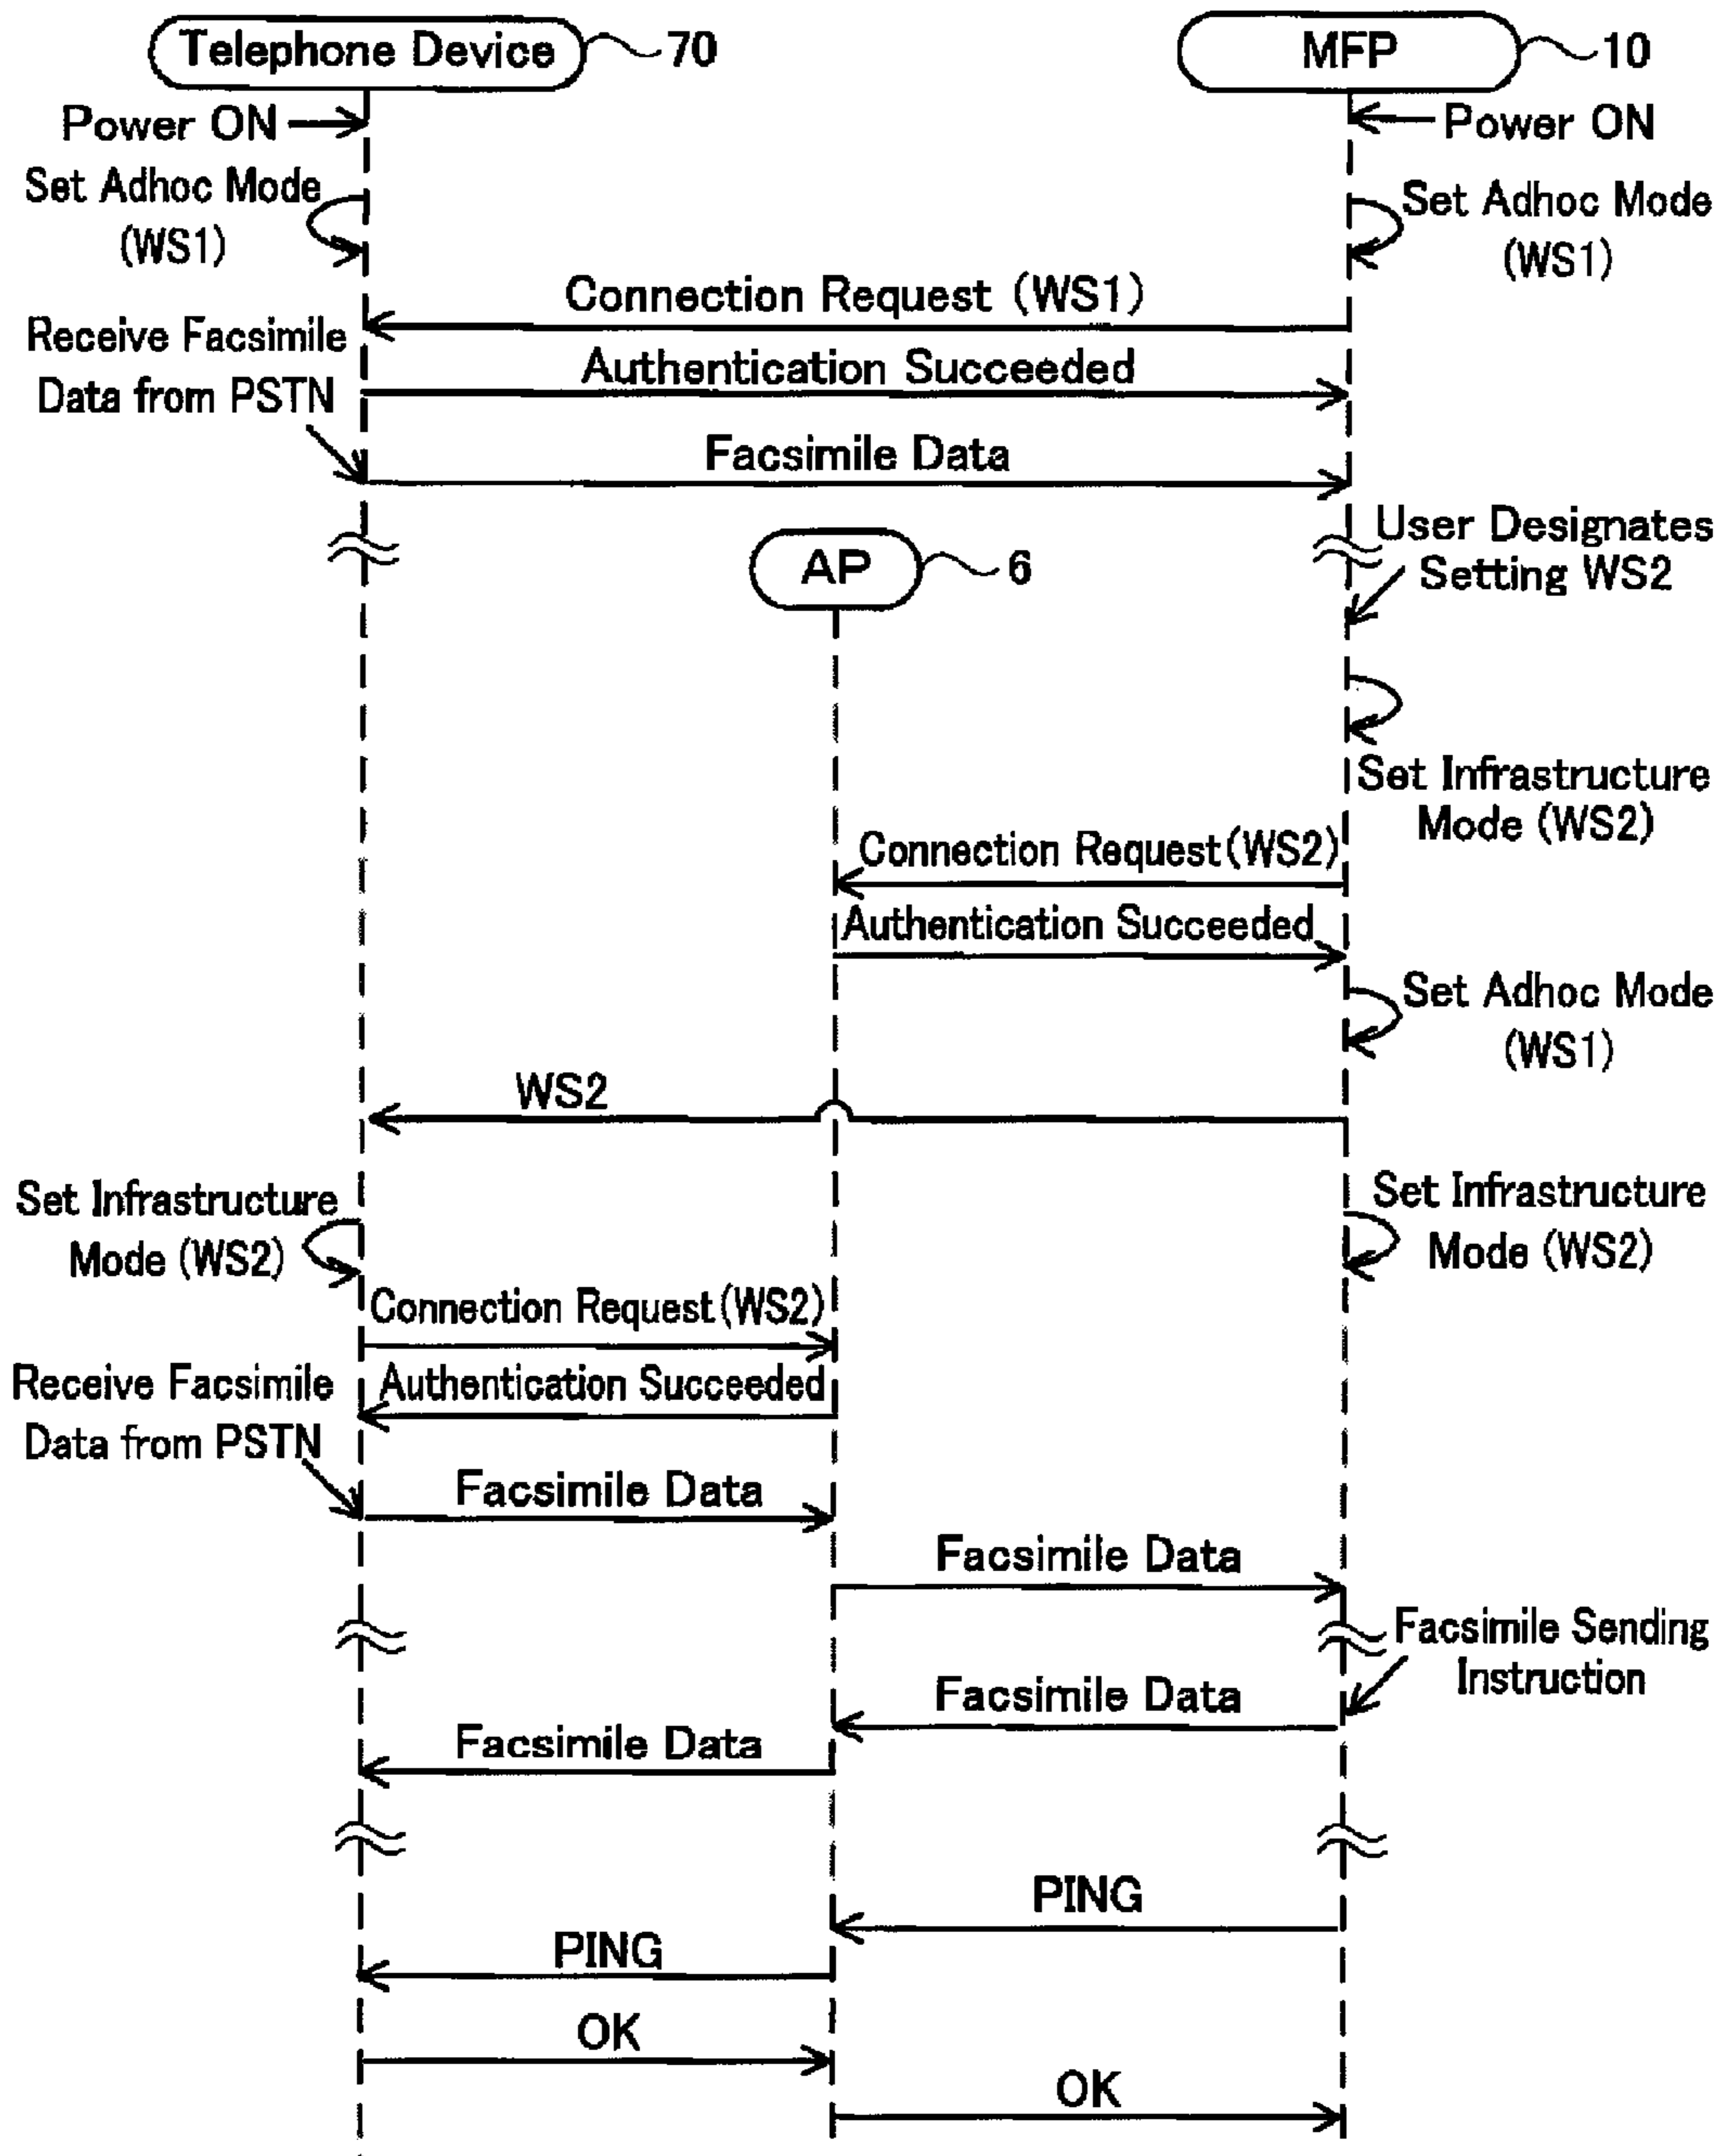 Telephone Device
70
MFP
10
Power ON
Power ON
Set Adhoc Mode
(WS1)
Set Adhoc Mode
(WS1)
Connection Request (WS1)
Receive Facsimile
Data from PSTN
Authentication Succeeded
Facsimile Data
User Designates
Setting WS2
AP
6
Set Infrastructure
Mode (WS2)
Connection Request(WS2)
Authentication Succeeded
Set Adhoc Mode
(WS1)
WS2
Set Infrastructure
Mode (WS2)
Set Infrastructure
Mode (WS2)
Connection Request(WS2)
Receive Facsimile
Data from PSTN
Authentication Succeeded
Facsimile Data
Facsimile Data
Facsimile Sending
Instruction
Facsimile Data
Facsimile Data
PING
PING
OK
OK